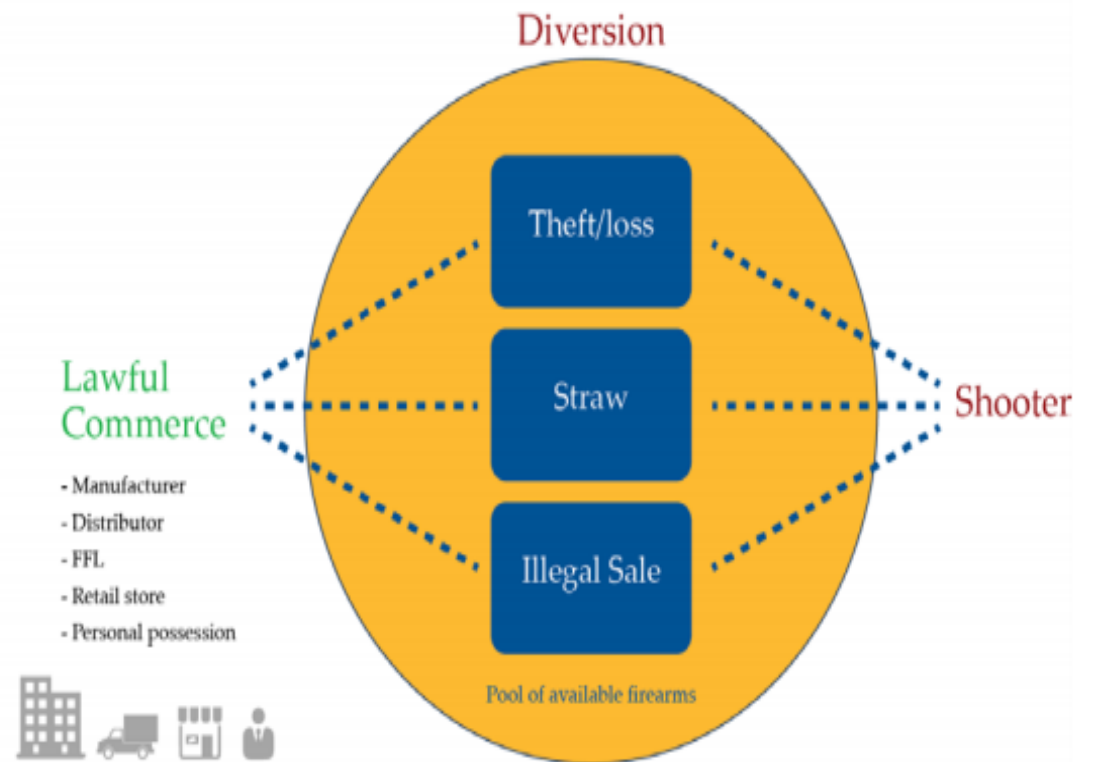 Diversion
Theft/loss
Straw
Illegal Sale
Pool of available firearms
Lawful
Commerce
- Manufacturer
- Distributor
- FFL
- Retail store
- Personal possession
Shooter